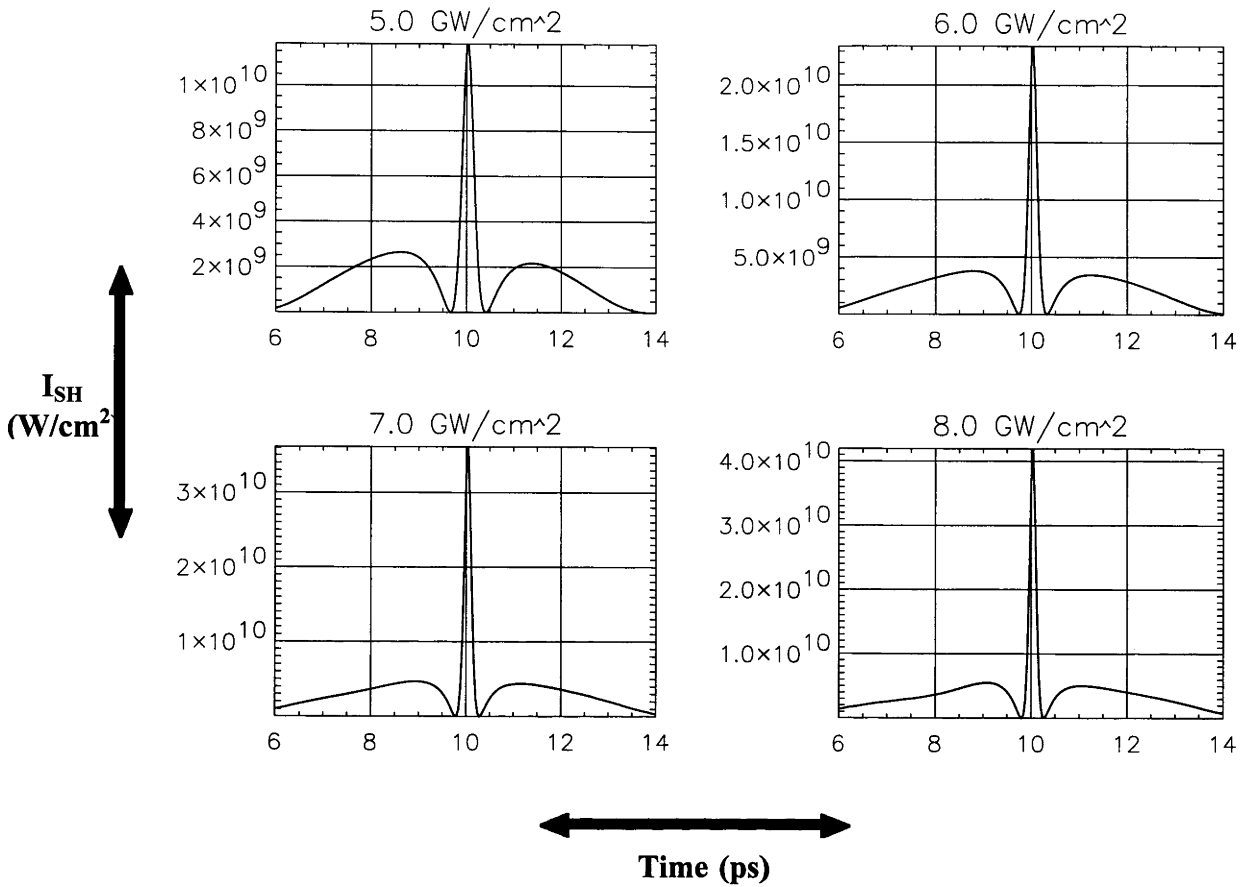 5.0 GW/cm^2
1×10^10
8×10^9
6×10^9
4×10^9
2×10^9
6 8 10 12 14
6.0 GW/cm^2
2.0×10^10
1.5×10^10
1.0×10^10
5.0×10^9
6 8 10 12 14
I_SH
(W/cm²)
7.0 GW/cm^2
3×10^10
2×10^10
1×10^10
6 8 10 12 14
8.0 GW/cm^2
4.0×10^10
3.0×10^10
2.0×10^10
1.0×10^10
6 8 10 12 14
Time (ps)